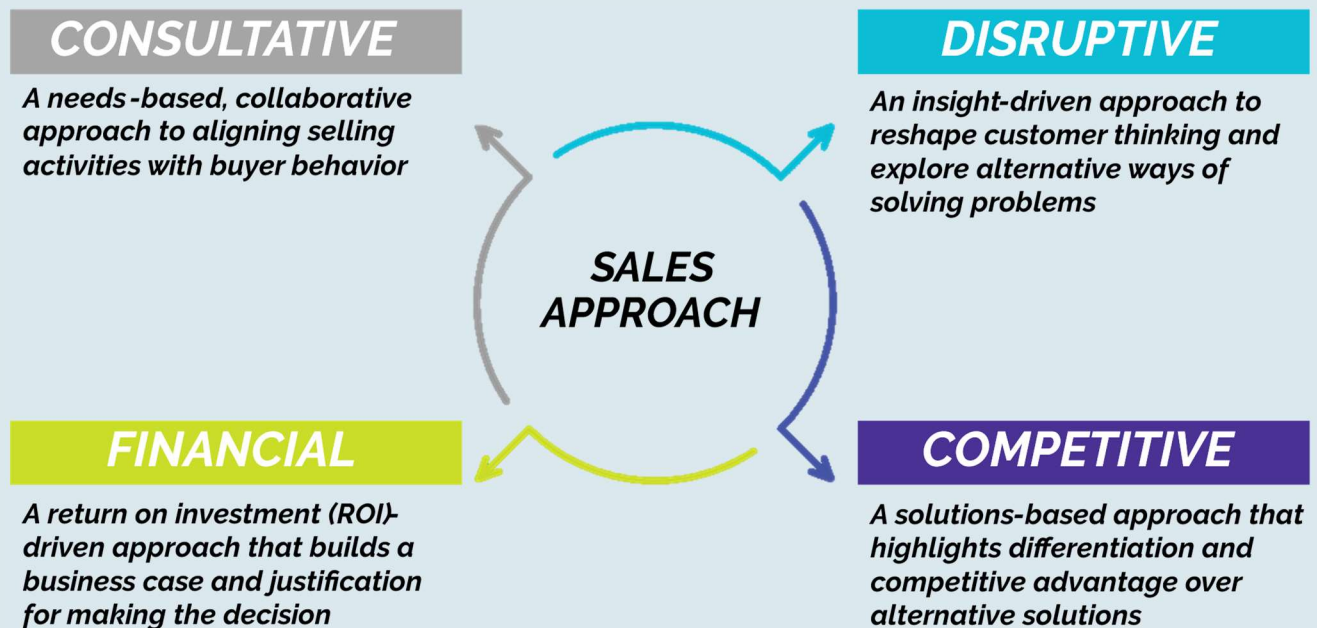 CONSULTATIVE
A needs-based, collaborative
approach to aligning selling
activities with buyer behavior
DISRUPTIVE
An insight-driven approach to
reshape customer thinking and
explore alternative ways of
solving problems
SALES
APPROACH
FINANCIAL
A return on investment (ROI)-
driven approach that builds a
business case and justification
for making the decision
COMPETITIVE
A solutions-based approach that
highlights differentiation and
competitive advantage over
alternative solutions